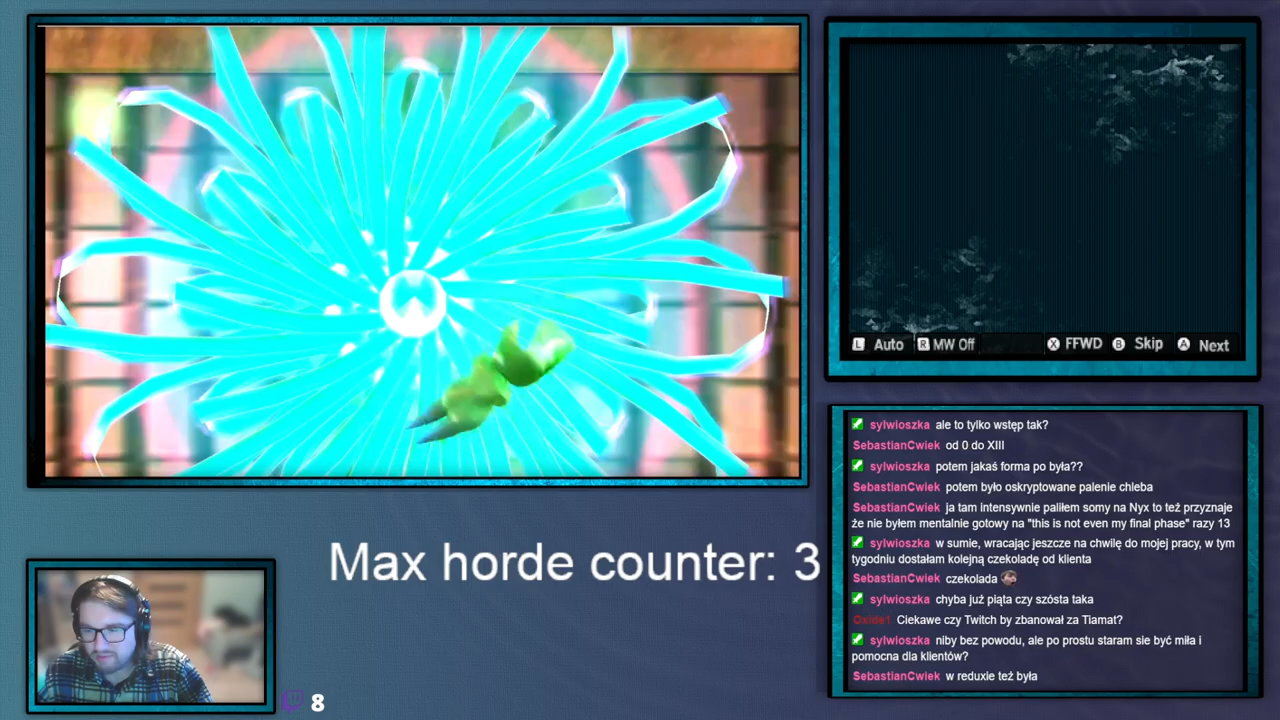 L Auto R MW Off X FFWD B Skip A Next
sylwioszka ale to tylko wstęp tak?
SebastianCwiek od 0 do XIII
sylwioszka potem jakaś forma po była??
SebastianCwiek potem było oskryptowane palenie chleba
SebastianCwiek ja tam intensywnie paliłem somy na Nyx to też przyznaje
że nie byłem mentalnie gotowy na "this is not even my final phase" razy 13
sylwioszka w sumie, wracając jeszcze na chwilę do mojej pracy, w tym
tygodniu dostałam kolejną czekoladę od klienta
SebastianCwiek czekolada
sylwioszka chyba już piąta czy szósta taka
Oxide1 Ciekawe czy Twitch by zbanował za Tiamat?
sylwioszka niby bez powodu, ale po prostu staram sie być miła i
pomocna dla klientów?
SebastianCwiek w reduxie też była
Max horde counter: 3
8